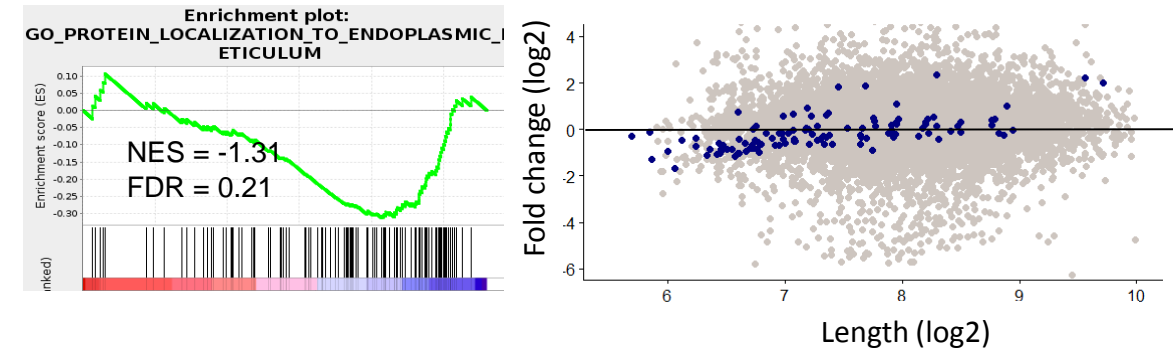 Enrichment plot:
GO_PROTEIN_LOCALIZATION_TO_ENDOPLASMIC_
ETICULUM
Enrichment score (ES)
0.10
0.05
0.00
-0.05
-0.10
-0.15
-0.20
-0.25
-0.30
NES = -1.31
FDR = 0.21
nked)
Fold change (log2)
4
2
0
-2
-4
-6
6
7
8
9
10
Length (log2)